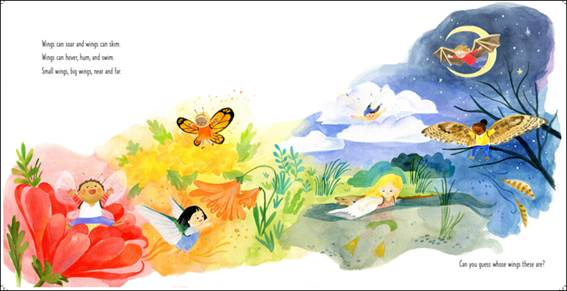 Wings can soar and wings can skim.
Wings can hover, hum, and swim.
Small wings, big wings, near and far.
Can you guess whose wings these are?